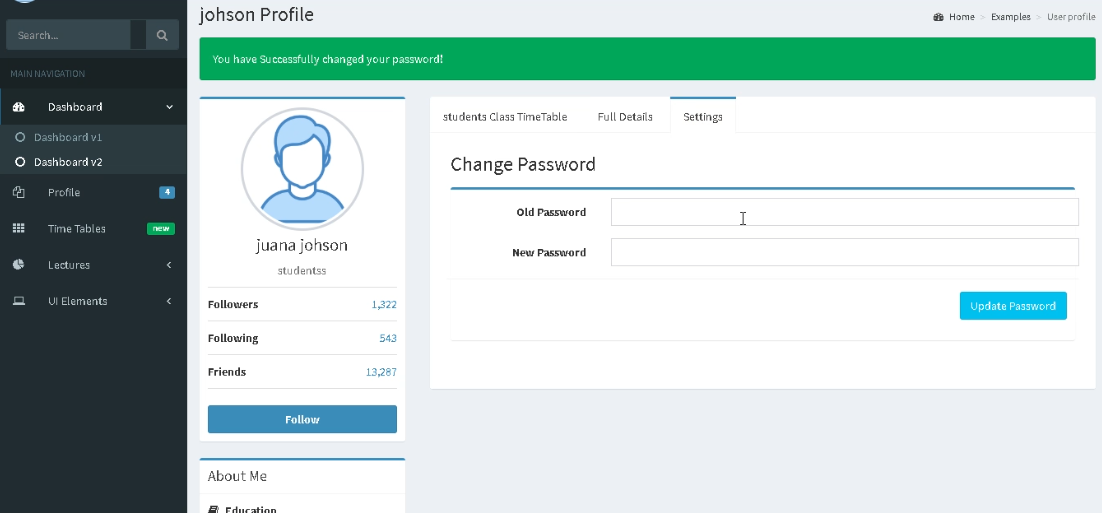 johson Profile
Home > Examples > User profile
Search...
You have Successfully changed your password!
MAIN NAVIGATION
Dashboard
Dashboard v1
Dashboard v2
Profile 4
Time Tables new
Lectures
UI Elements
juana johson
studentss
Followers 1,322
Following 543
Friends 13,287
Follow
About Me
Education
students Class TimeTable Full Details Settings
Change Password
Old Password
New Password
Update Password